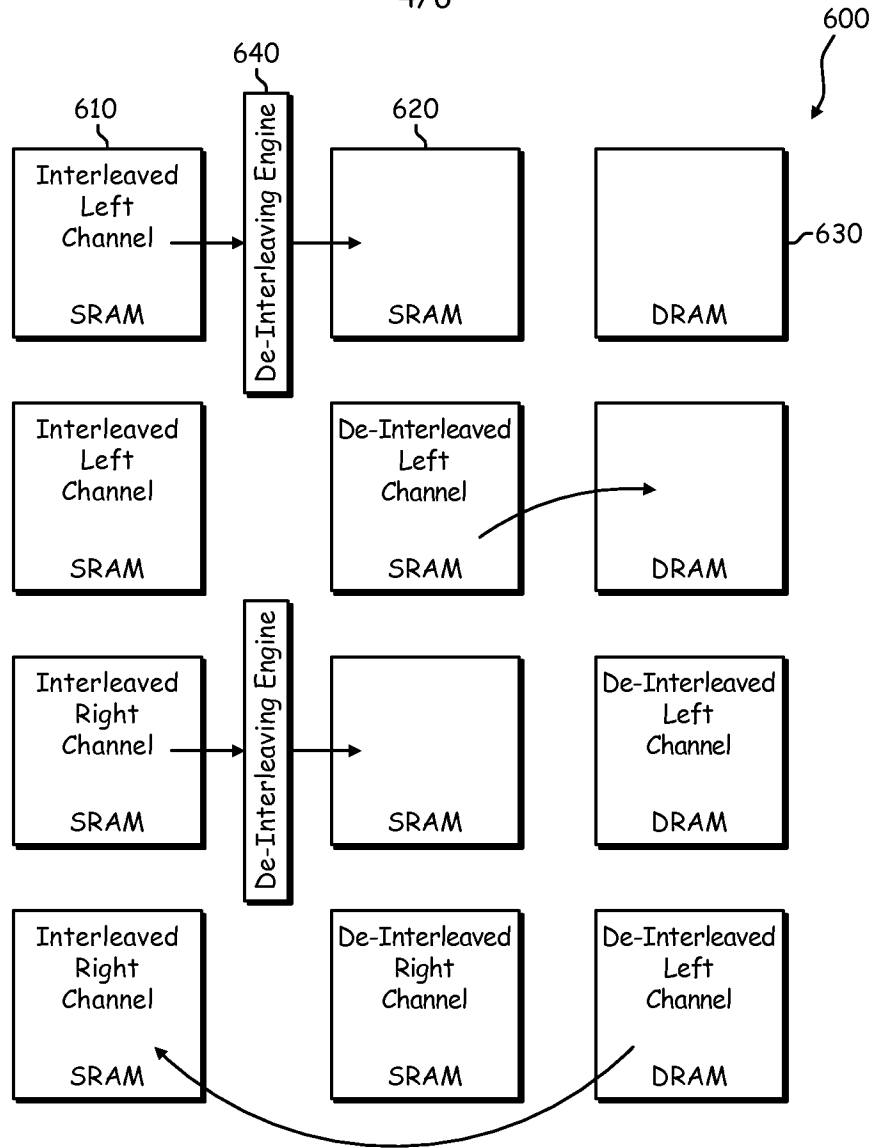 4/6
600
640
610
620
Interleaved
Left
Channel
SRAM
De-Interleaving Engine
SRAM
630
DRAM
Interleaved
Left
Channel
SRAM
De-Interleaved
Left
Channel
SRAM
DRAM
Interleaved
Right
Channel
SRAM
De-Interleaving Engine
SRAM
De-Interleaved
Left
Channel
DRAM
Interleaved
Right
Channel
SRAM
De-Interleaved
Right
Channel
SRAM
De-Interleaved
Left
Channel
DRAM